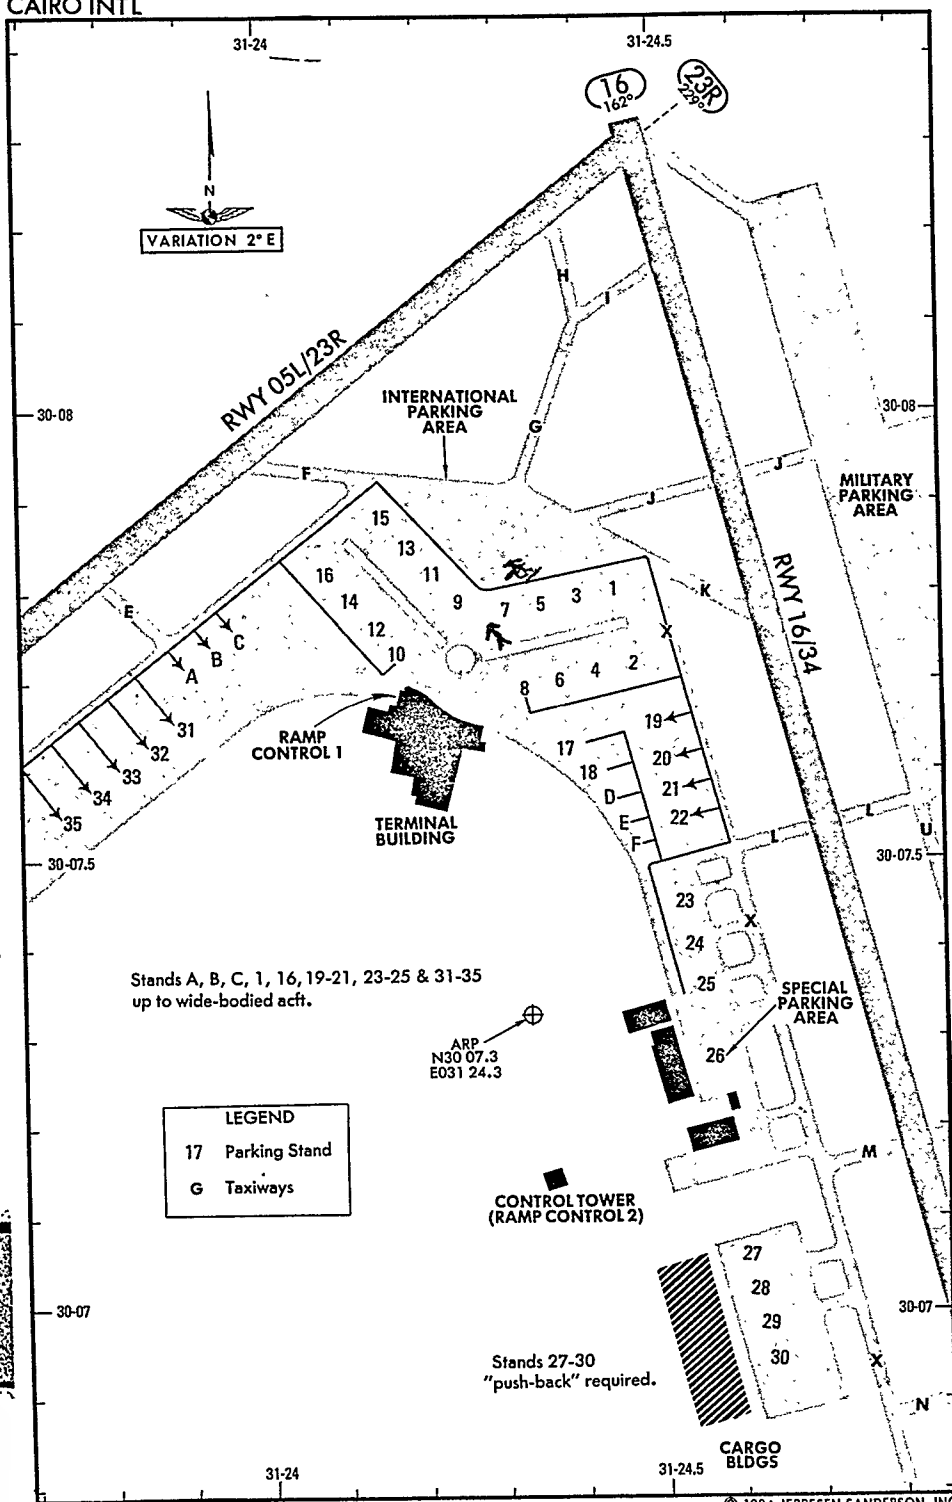 CAIRO INTL
31-24
31-24.5
16
162°
23R
229°
N
VARIATION 2° E
H
I
RWY 05L/23R
30-08
INTERNATIONAL
PARKING
AREA
30-08
G
F
J
J
MILITARY
PARKING
AREA
15
13
11
16
14
9
7
5
3
1
K
RWY 16/34
E
C
B
A
12
10
X
2
4
6
8
31
32
33
34
35
RAMP
CONTROL 1
TERMINAL
BUILDING
19
17
20
18
21
D
22
E
F
L
L
U
30-07.5
30-07.5
23
X
24
25
Stands A, B, C, 1, 16, 19-21, 23-25 & 31-35
up to wide-bodied acft.
SPECIAL
PARKING
AREA
ARP
N30 07.3
E031 24.3
26
LEGEND
17 Parking Stand
G Taxiways
M
CONTROL TOWER
(RAMP CONTROL 2)
27
28
29
30
30-07
30-07
Stands 27-30
"push-back" required.
X
N
CARGO
BLDGS
31-24
31-24.5